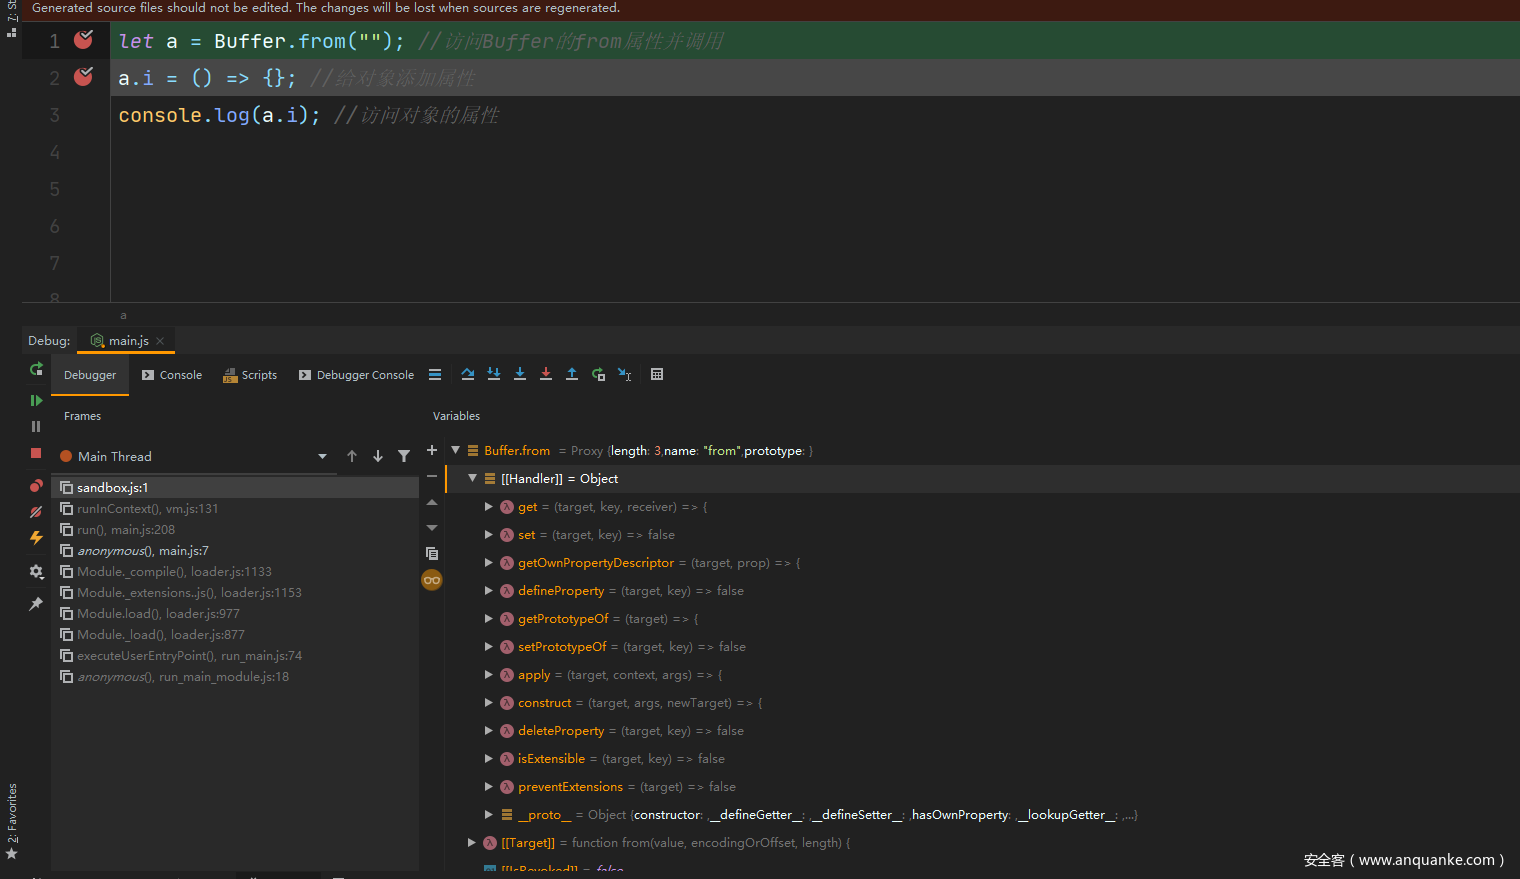 Generated source files should not be edited. The changes will be lost when sources are regenerated.
1 let a = Buffer.from(""); //访问Buffer的from属性并调用
2 a.i = () => {}; //给对象添加属性
3 console.log(a.i); //访问对象的属性
4
5
6
7
8
a
Debug: main.js
Debugger Console Scripts Debugger Console
Frames
Variables
Main Thread
sandbox.js:1
runInContext(), vm.js:131
run(), main.js:208
anonymous(), main.js:7
Module._compile(), loader.js:1133
Module._extensions..js(), loader.js:1153
Module.load(), loader.js:977
Module._load(), loader.js:877
executeUserEntryPoint(), run_main.js:74
anonymous(), run_main_module.js:18
Buffer.from = Proxy {length: 3,name: "from",prototype: }
[[Handler]] = Object
get = (target, key, receiver) => {
set = (target, key) => false
getOwnPropertyDescriptor = (target, prop) => {
defineProperty = (target, key) => false
getPrototypeOf = (target) => {
setPrototypeOf = (target, key) => false
apply = (target, context, args) => {
construct = (target, args, newTarget) => {
deleteProperty = (target, key) => false
isExtensible = (target, key) => false
preventExtensions = (target) => false
__proto__ = Object {constructor: ,__defineGetter__: ,__defineSetter__: ,hasOwnProperty: ,__lookupGetter__: ,...}
[[Target]] = function from(value, encodingOrOffset, length) {
[[IsRevoked]] = false
2: Favorites
安全客（www.anquanke.com）